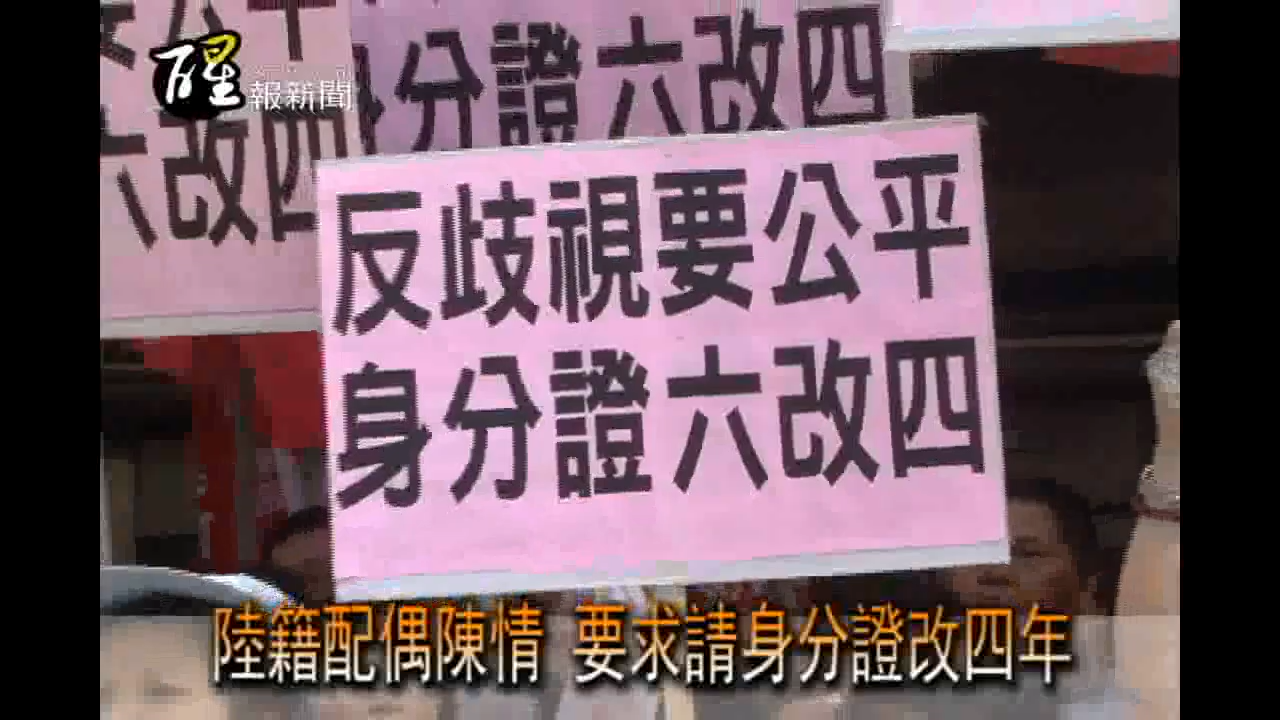 醒報新聞
身分證六改四
六改四
反歧視要公平
身分證六改四
陸籍配偶陳情 要求請身分證改四年